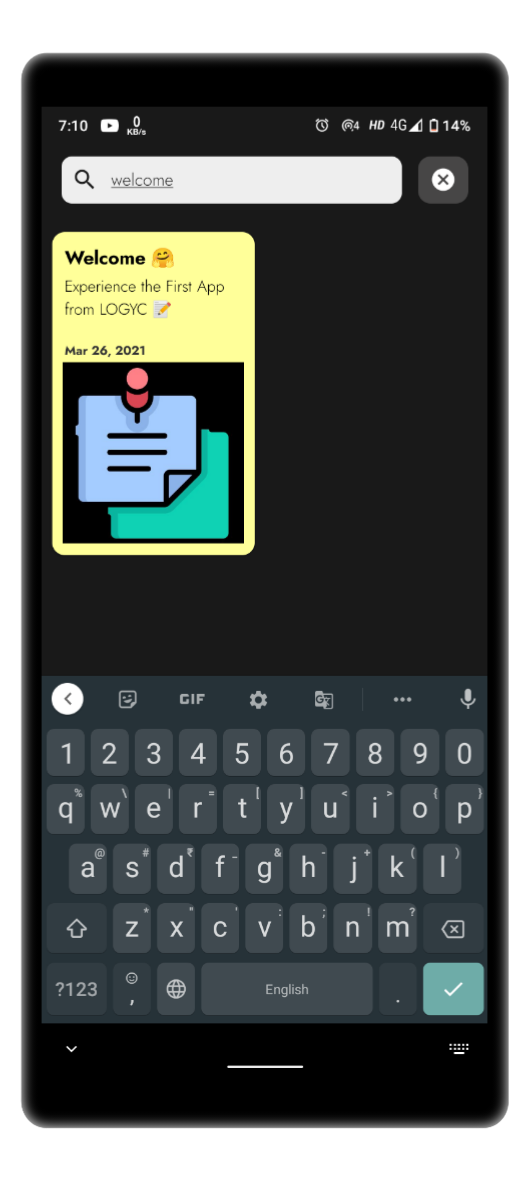 7:10 0 KB/s 4 HD 4G 14%
welcome
Welcome 🤗
Experience the First App
from LOGYC 📝
Mar 26, 2021
GIF
1 2 3 4 5 6 7 8 9 0
q % w \ e | r = t [ y ] u < i > o { p }
a @ s # d ₹ f _ g & h - j + k ( l )
z * x " c ' v : b ; n ! m ?
?123 , English .